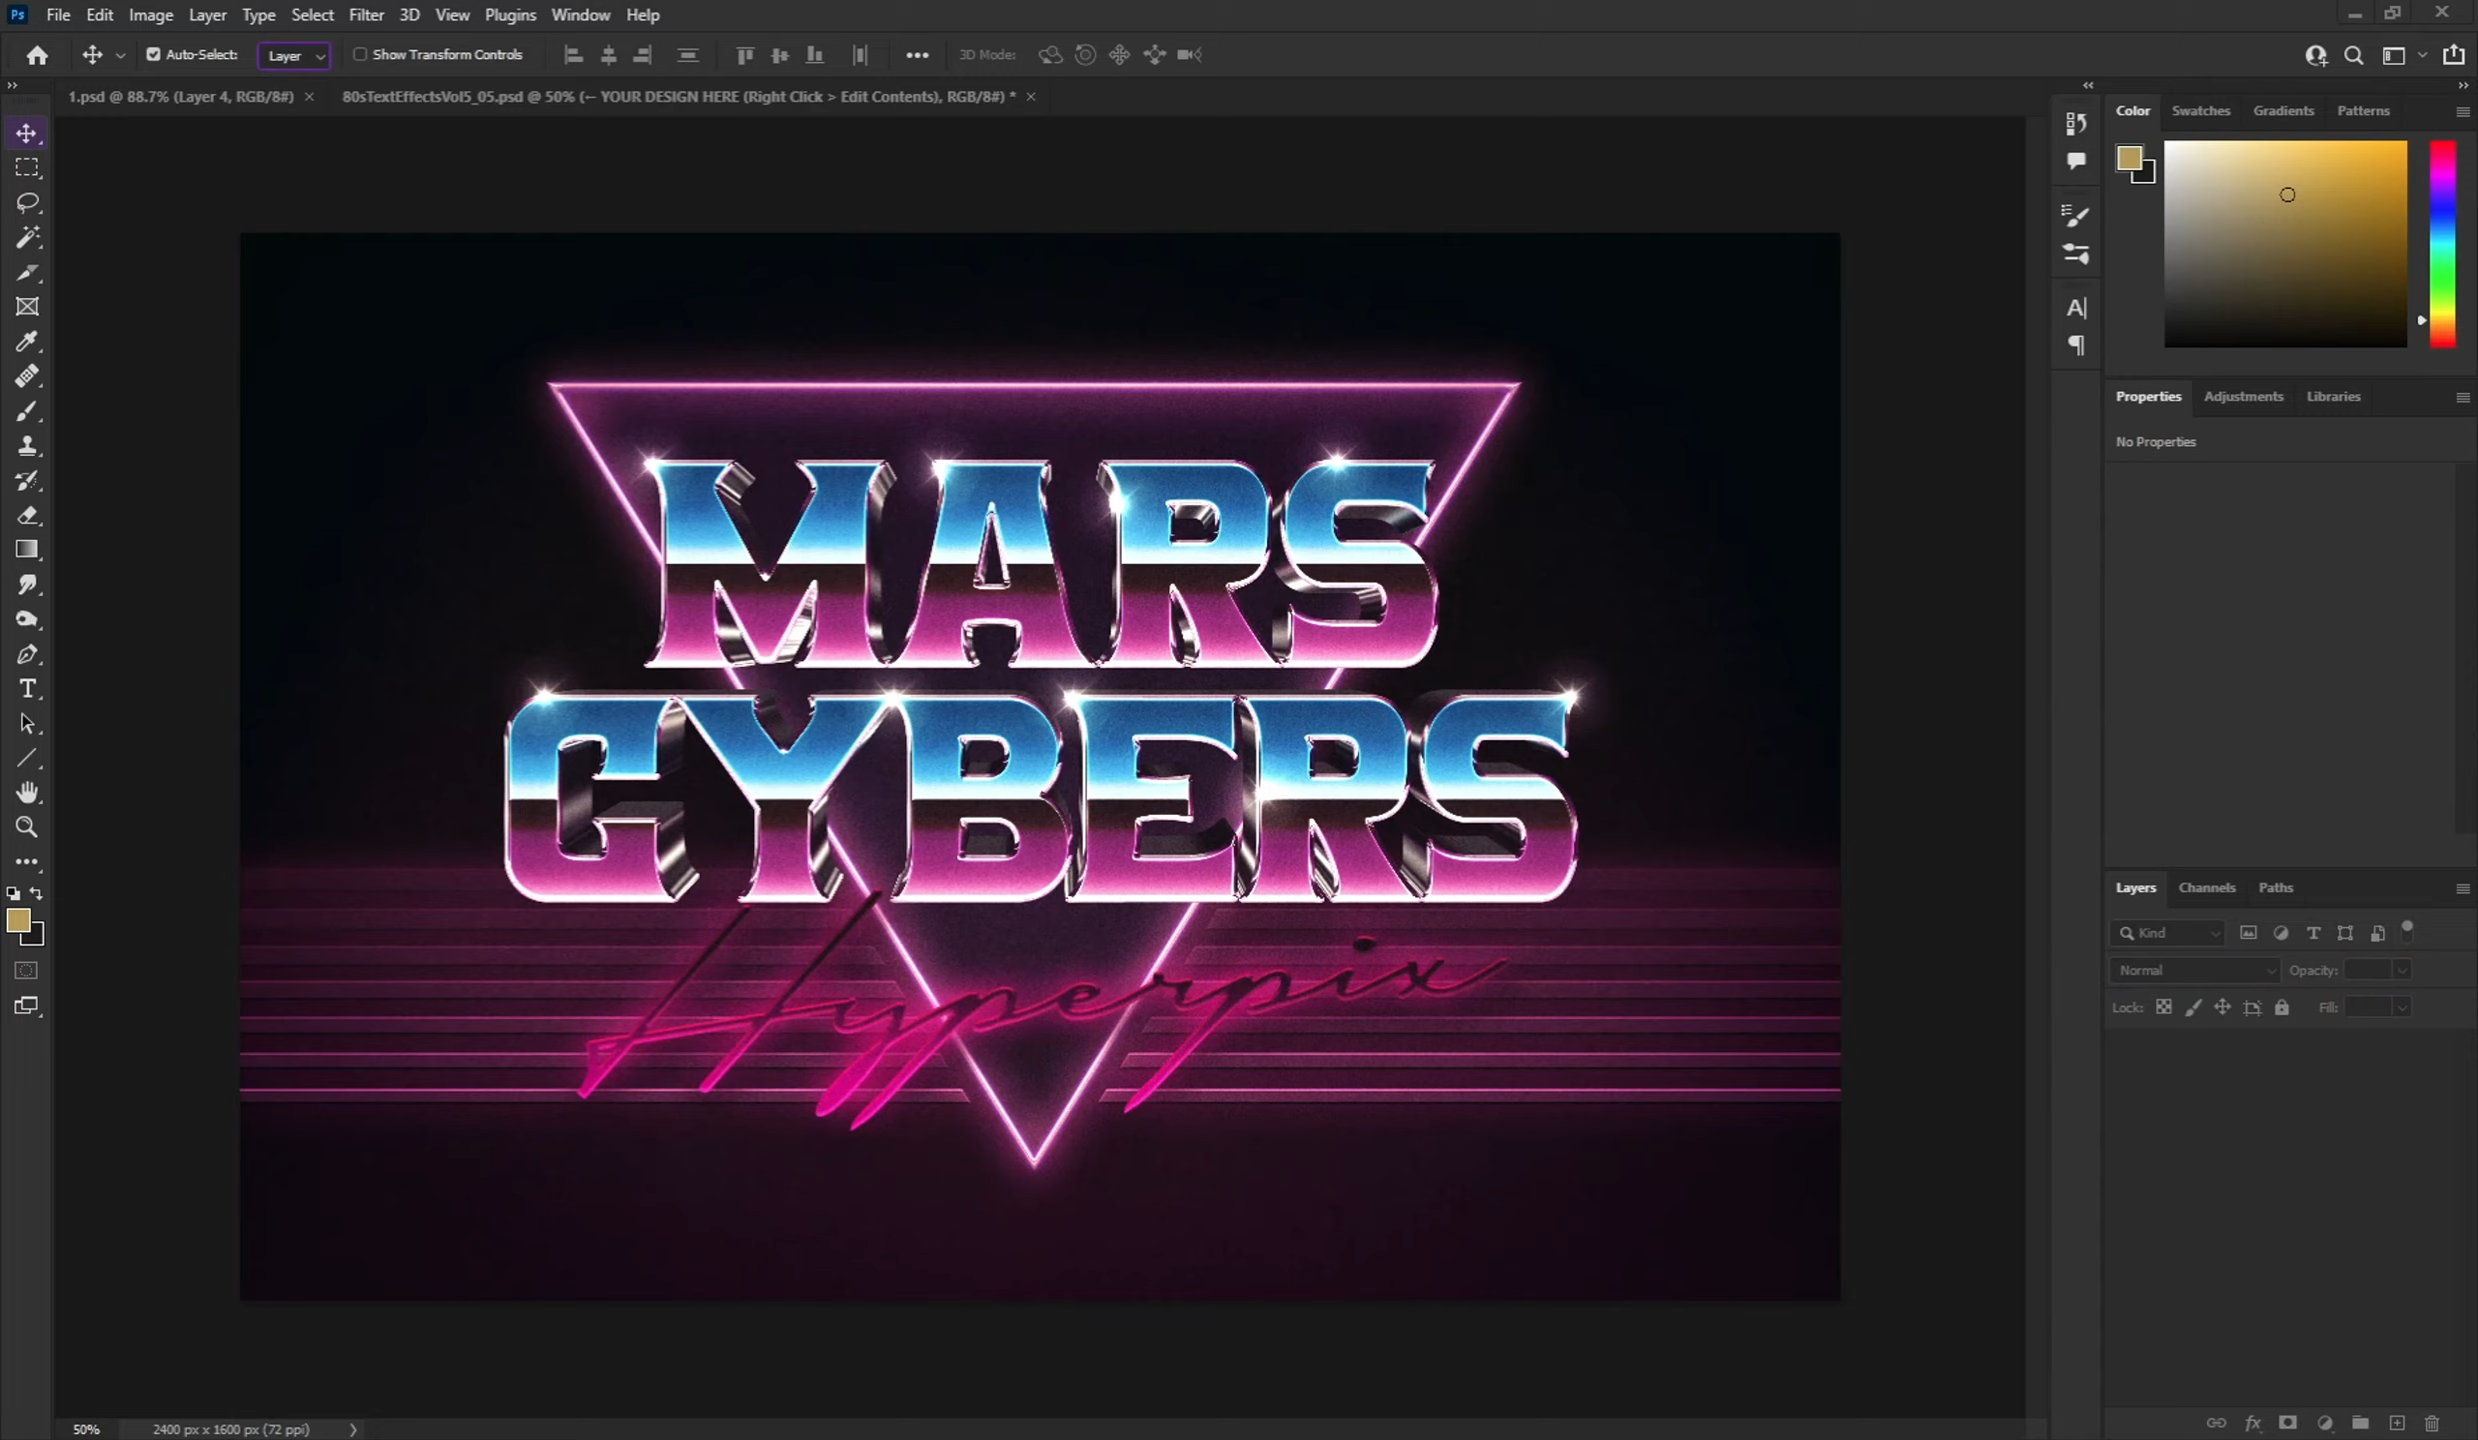 Ps File Edit Image Layer Type Select Filter 3D View Plugins Window Help
Auto-Select: Layer Show Transform Controls 3D Mode:
1.psd @ 88.7% (Layer 4, RGB/8#) 80sTextEffectsVol5_05.psd @ 50% (← YOUR DESIGN HERE (Right Click > Edit Contents), RGB/8#) *
Color Swatches Gradients Patterns
Properties Adjustments Libraries
No Properties
MARS
CYBERS
Hyperpix
Layers Channels Paths
Kind
Normal Opacity:
Lock: Fill:
50% 2400 px x 1600 px (72 ppi)